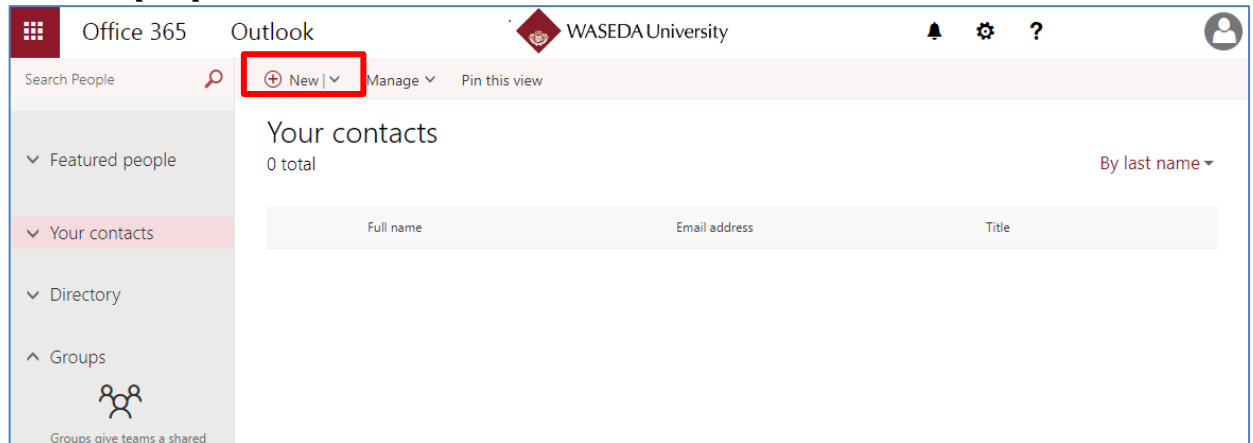 Office 365 Outlook WASEDA University ?
Search People New Manage Pin this view
Your contacts
0 total
By last name
Featured people
Full name Email address Title
Your contacts
Directory
Groups
Groups give teams a shared